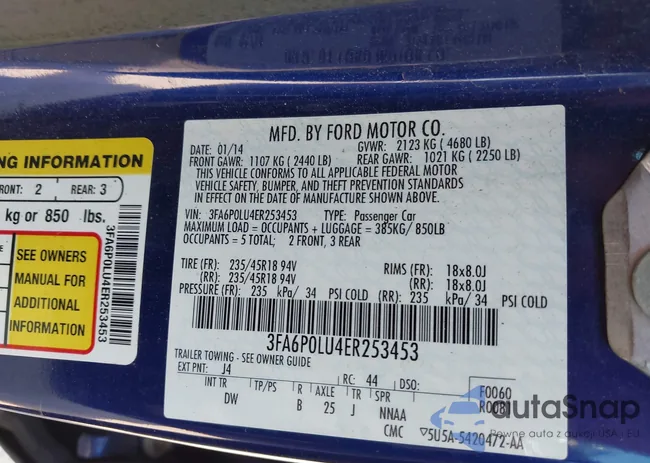 MFD. BY FORD MOTOR CO.
DATE: 01/14 GVWR: 2123 KG ( 4680 LB)
FRONT GAWR: 1107 KG ( 2440 LB) REAR GAWR: 1021 KG ( 2250 LB)
THIS VEHICLE CONFORMS TO ALL APPLICABLE FEDERAL MOTOR
VEHICLE SAFETY, BUMPER, AND THEFT PREVENTION STANDARDS
IN EFFECT ON THE DATE OF MANUFACTURE SHOWN ABOVE.
VIN: 3FA6P0LU4ER253453 TYPE: Passenger Car
MAXIMUM LOAD = OCCUPANTS + LUGGAGE = 385KG/ 850LB
OCCUPANTS = 5 TOTAL; 2 FRONT, 3 REAR
TIRE (FR): 235/45R18 94V RIMS (FR): 18x8.0J
(RR): 235/45R18 94V (RR): 18x8.0J
PRESSURE (FR): 235 kPa/ 34 PSI COLD (RR): 235 kPa/ 34 PSI COLD
3FA6P0LU4ER253453
TRAILER TOWING - SEE OWNER GUIDE
EXT PNT: J4 RC: 44 DSO: F0060
INT TR TP/PS R AXLE TR SPR
DW B 25 J NNAA
CMC ▽5U5A-5420472-AA
NG INFORMATION
FRONT: 2 REAR: 3
kg or 850 lbs.
SEE OWNERS
MANUAL FOR
ADDITIONAL
INFORMATION
3FA6P0LU4ER253453
autoSnap
Pewne auta z aukcji USA